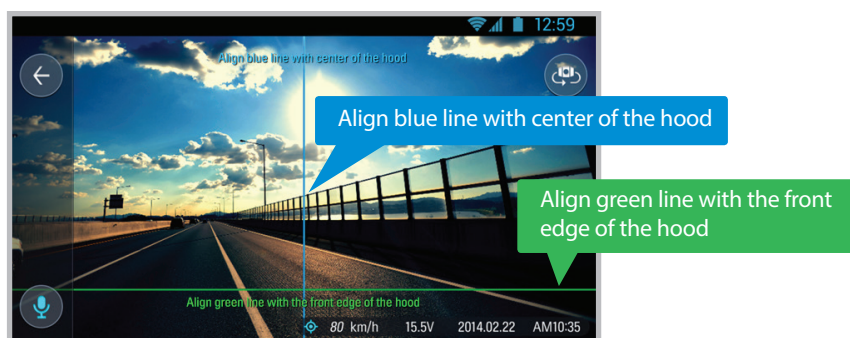 12:59
Align blue line with center of the hood
Align blue line with center of the hood
Align green line with the front
edge of the hood
Align green line with the front edge of the hood
80 km/h 15.5V 2014.02.22 AM10:35